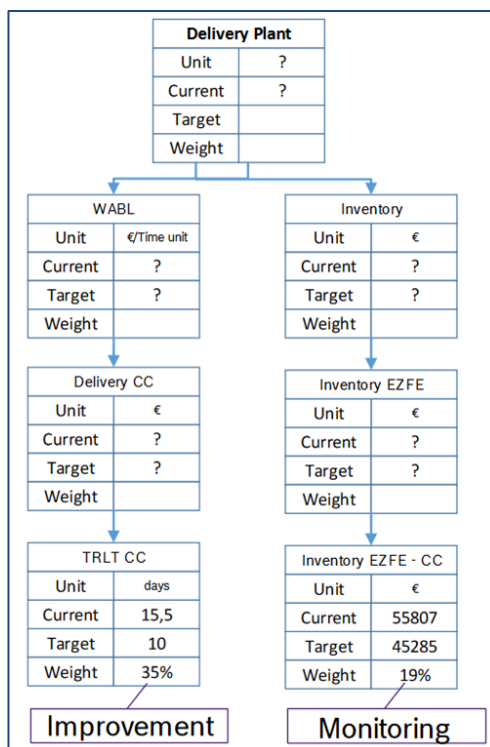 Delivery Plant
Unit ?
Current ?
Target
Weight
WABL
Unit €/Time unit
Current ?
Target ?
Weight
Inventory
Unit €
Current ?
Target ?
Weight
Delivery CC
Unit €
Current ?
Target ?
Weight
Inventory EZFE
Unit €
Current ?
Target ?
Weight
TRLT CC
Unit days
Current 15,5
Target 10
Weight 35%
Inventory EZFE - CC
Unit €
Current 55807
Target 45285
Weight 19%
Improvement
Monitoring